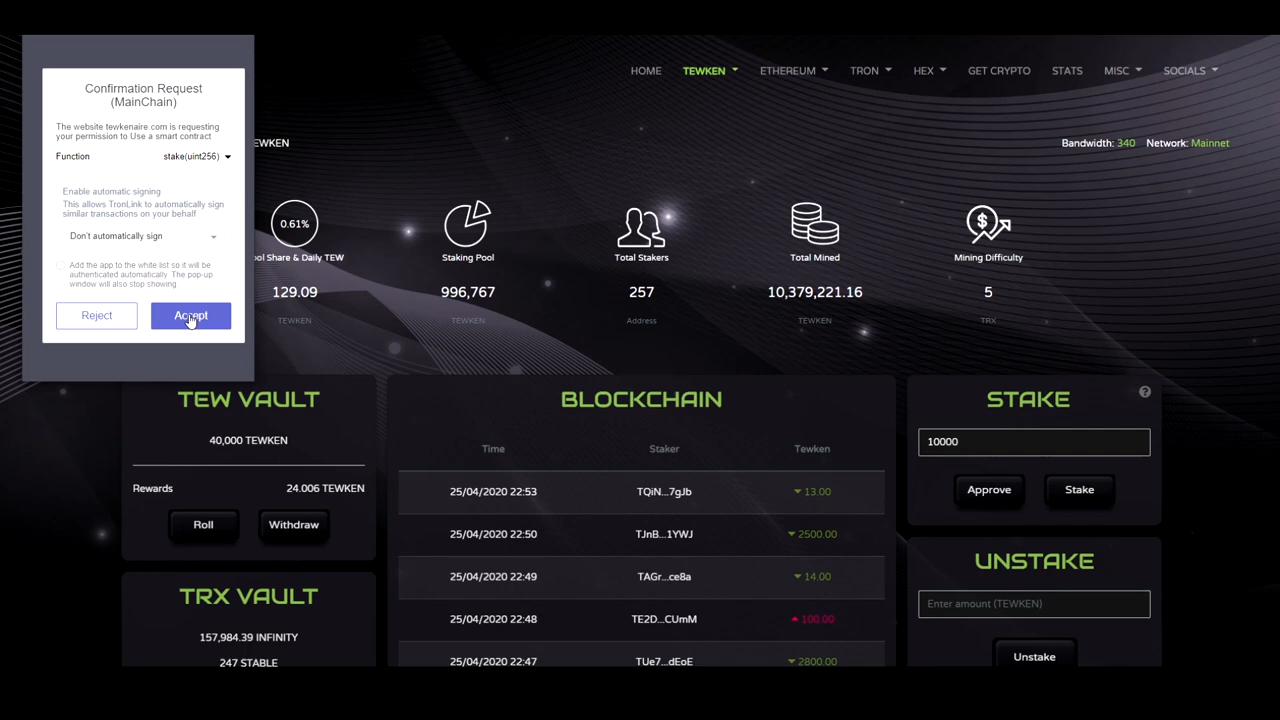 Confirmation Request
(MainChain)
The website tewkenaire.com is requesting
your permission to Use a smart contract
Function stake(uint256)
Enable automatic signing
This allows TronLink to automatically sign
similar transactions on your behalf
Don't automatically sign
Add the app to the white list so it will be
authenticated automatically. The pop-up
window will also stop showing
Reject Accept
HOME TEWKEN ETHEREUM TRON HEX GET CRYPTO STATS MISC SOCIALS
EWKEN
Bandwidth: 340 Network: Mainnet
0.61%
ool Share & Daily TEW
129.09
TEWKEN
Staking Pool
996,767
TEWKEN
Total Stakers
257
Address
Total Mined
10,379,221.16
TEWKEN
Mining Difficulty
5
TRX
TEW VAULT
40,000 TEWKEN
Rewards 24.006 TEWKEN
Roll Withdraw
TRX VAULT
157,984.39 INFINITY
247 STABLE
BLOCKCHAIN
Time Staker Tewken
25/04/2020 22:53 TQiN...7gJb 13.00
25/04/2020 22:50 TJnB...1YWJ 2500.00
25/04/2020 22:49 TAGr...ce8a 14.00
25/04/2020 22:48 TE2D...CUmM 100.00
25/04/2020 22:47 TUe7...dEoE 2800.00
STAKE
10000
Approve Stake
UNSTAKE
Enter amount (TEWKEN)
Unstake